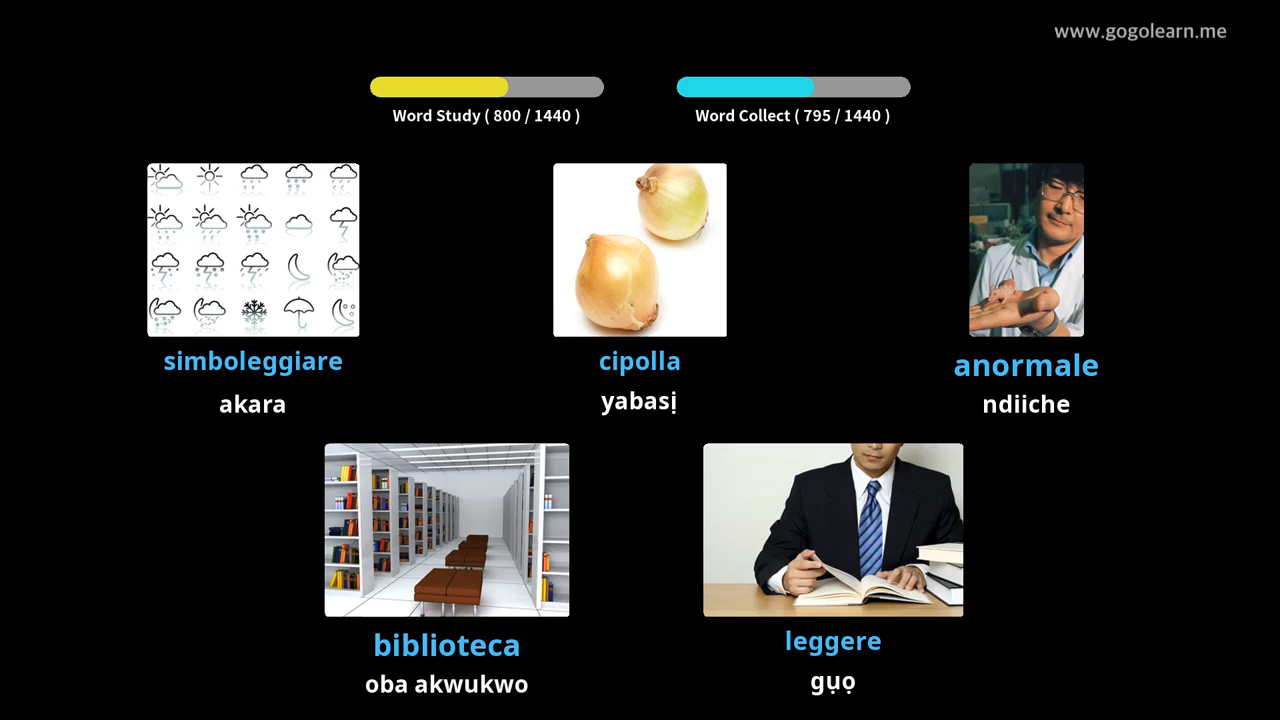 www.gogolearn.me
Word Study ( 800 / 1440 )
Word Collect ( 795 / 1440 )
simboleggiare
akara
cipolla
yabasị
anormale
ndiiche
biblioteca
oba akwukwo
leggere
gụọ